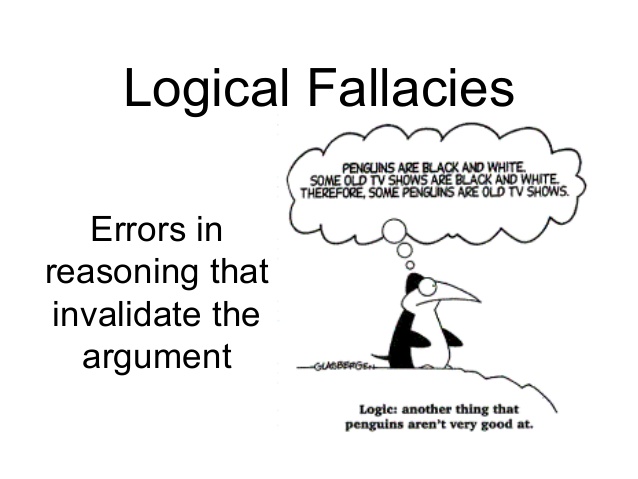 Logical Fallacies
PENGUINS ARE BLACK AND WHITE.
SOME OLD TV SHOWS ARE BLACK AND WHITE.
THEREFORE, SOME PENGUINS ARE OLD TV SHOWS.
Errors in
reasoning that
invalidate the
argument
GLASBERGEN
Logic: another thing that
penguins aren't very good at.